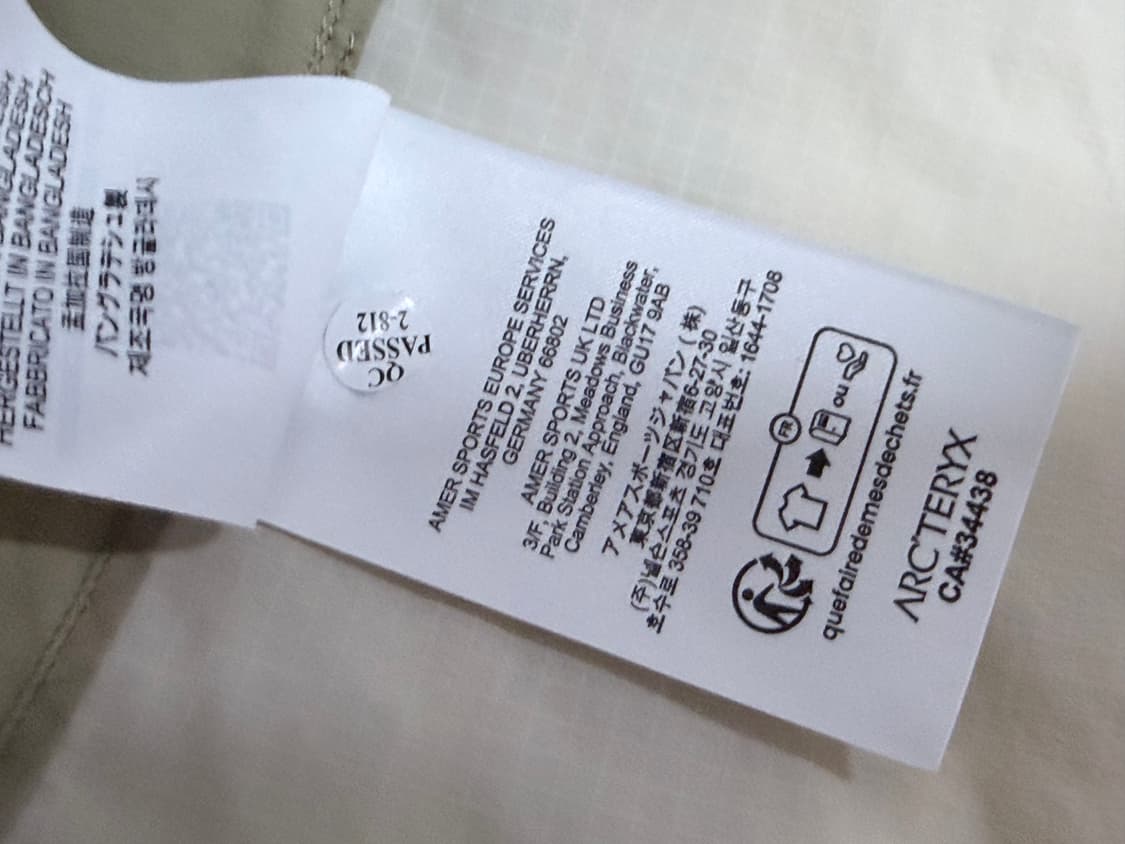 HERGESTELLT IN BANGLADESCH
FABBRICATO IN BANGLADESH
孟加拉国制造
バングラデシュ製
제조국명 방글라데시
QC
PASSED
2-812
AMER SPORTS EUROPE SERVICES
IM HASFELD 2, UBERHERRN,
GERMANY 66802
AMER SPORTS UK LTD
3/F, Building 2, Meadows Business
Park Station Approach, Blackwater,
Camberley, England, GU17 9AB
アメアスポーツジャパン(株)
東京都新宿区新宿6-27-30
(주)넬슨스포츠 경기도 고양시 일산동구
호수로 358-39 710호 대표번호: 1644-1708
FR
ou
quefairedemesdechets.fr
ARC'TERYX
CA#34438